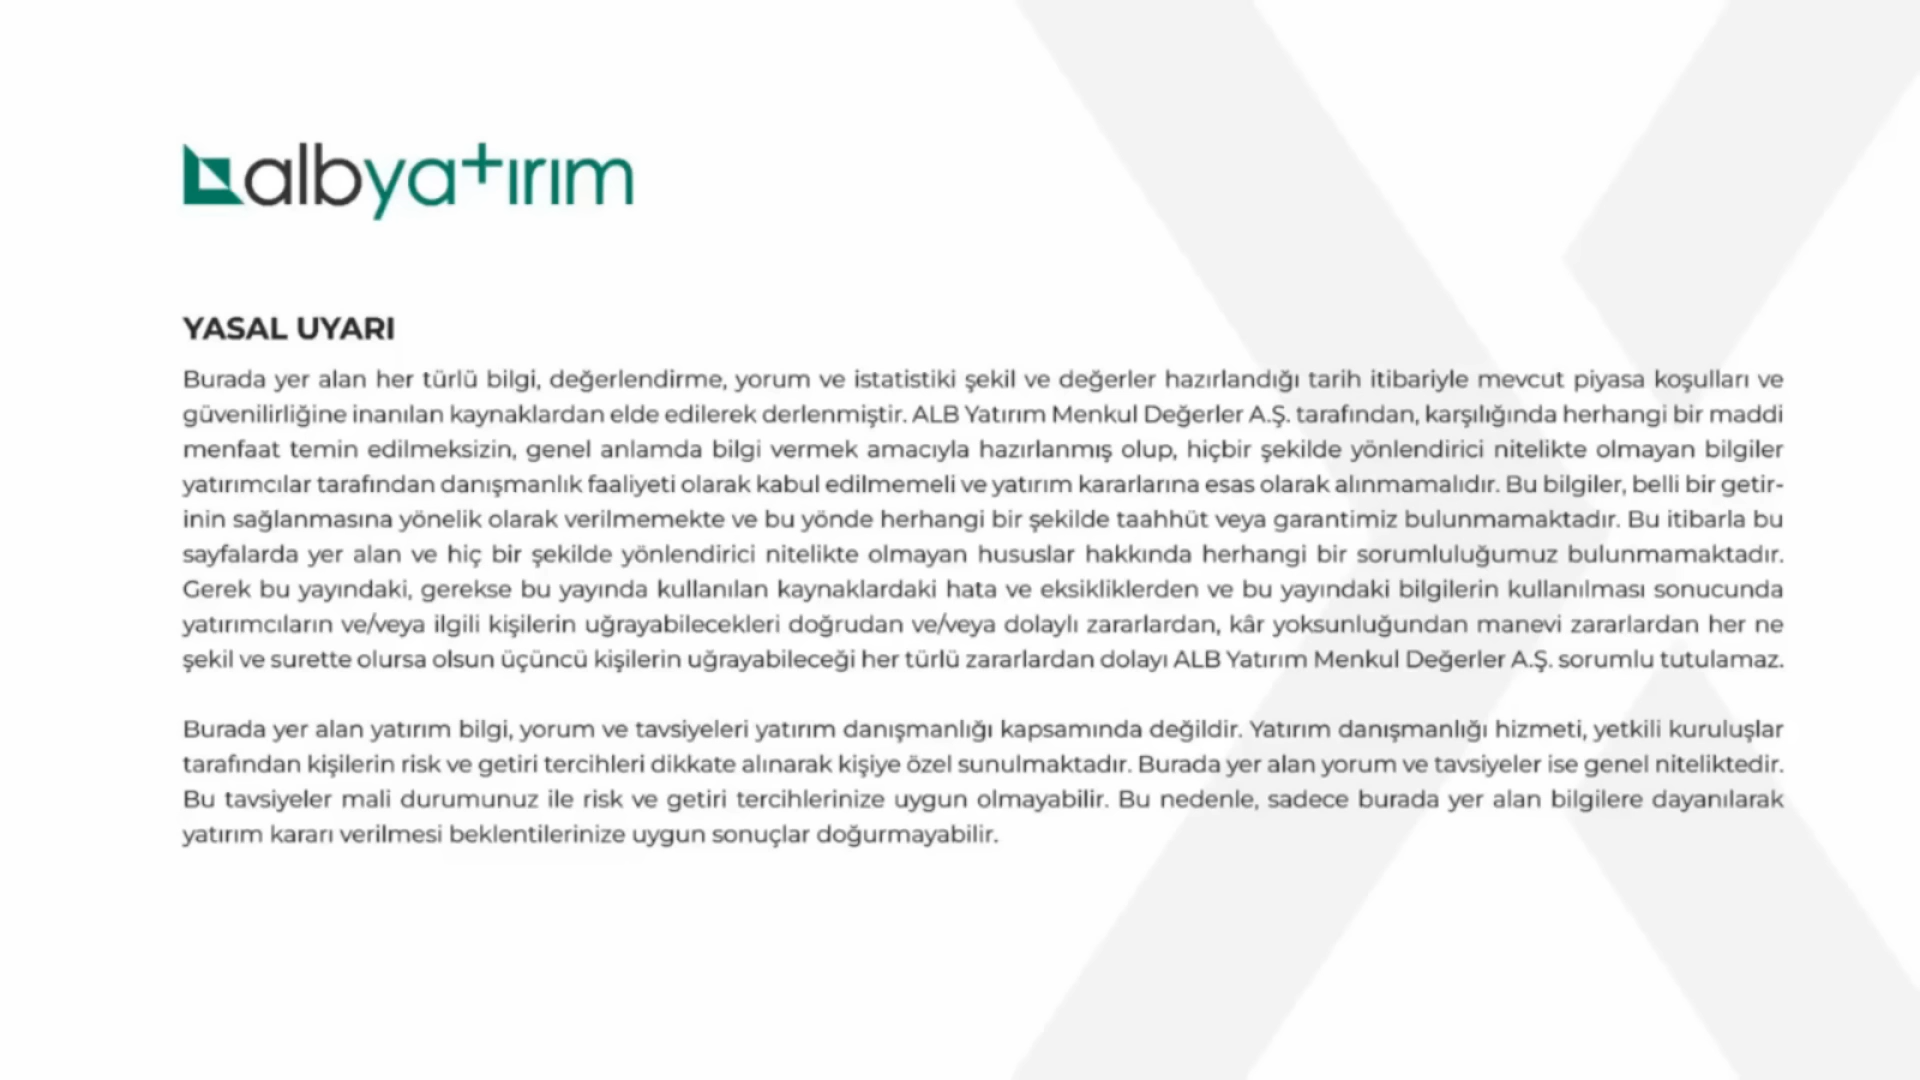 albyatırım
YASAL UYARI
Burada yer alan her türlü bilgi, değerlendirme, yorum ve istatistiki şekil ve değerler hazırlandığı tarih itibariyle mevcut piyasa koşulları ve
güvenilirliğine inanılan kaynaklardan elde edilerek derlenmiştir. ALB Yatırım Menkul Değerler A.Ş. tarafından, karşılığında herhangi bir maddi
menfaat temin edilmeksizin, genel anlamda bilgi vermek amacıyla hazırlanmış olup, hiçbir şekilde yönlendirici nitelikte olmayan bilgiler
yatırımcılar tarafından danışmanlık faaliyeti olarak kabul edilmemeli ve yatırım kararlarına esas olarak alınmamalıdır. Bu bilgiler, belli bir getir-
inin sağlanmasına yönelik olarak verilmemekte ve bu yönde herhangi bir şekilde taahhüt veya garantimiz bulunmamaktadır. Bu itibarla bu
sayfalarda yer alan ve hiç bir şekilde yönlendirici nitelikte olmayan hususlar hakkında herhangi bir sorumluluğumuz bulunmamaktadır.
Gerek bu yayındaki, gerekse bu yayında kullanılan kaynaklardaki hata ve eksikliklerden ve bu yayındaki bilgilerin kullanılması sonucunda
yatırımcıların ve/veya ilgili kişilerin uğrayabilecekleri doğrudan ve/veya dolaylı zararlardan, kâr yoksunluğundan manevi zararlardan her ne
şekil ve surette olursa olsun üçüncü kişilerin uğrayabileceği her türlü zararlardan dolayı ALB Yatırım Menkul Değerler A.Ş. sorumlu tutulamaz.
Burada yer alan yatırım bilgi, yorum ve tavsiyeleri yatırım danışmanlığı kapsamında değildir. Yatırım danışmanlığı hizmeti, yetkili kuruluşlar
tarafından kişilerin risk ve getiri tercihleri dikkate alınarak kişiye özel sunulmaktadır. Burada yer alan yorum ve tavsiyeler ise genel niteliktedir.
Bu tavsiyeler mali durumunuz ile risk ve getiri tercihlerinize uygun olmayabilir. Bu nedenle, sadece burada yer alan bilgilere dayanılarak
yatırım kararı verilmesi beklentilerinize uygun sonuçlar doğurmayabilir.